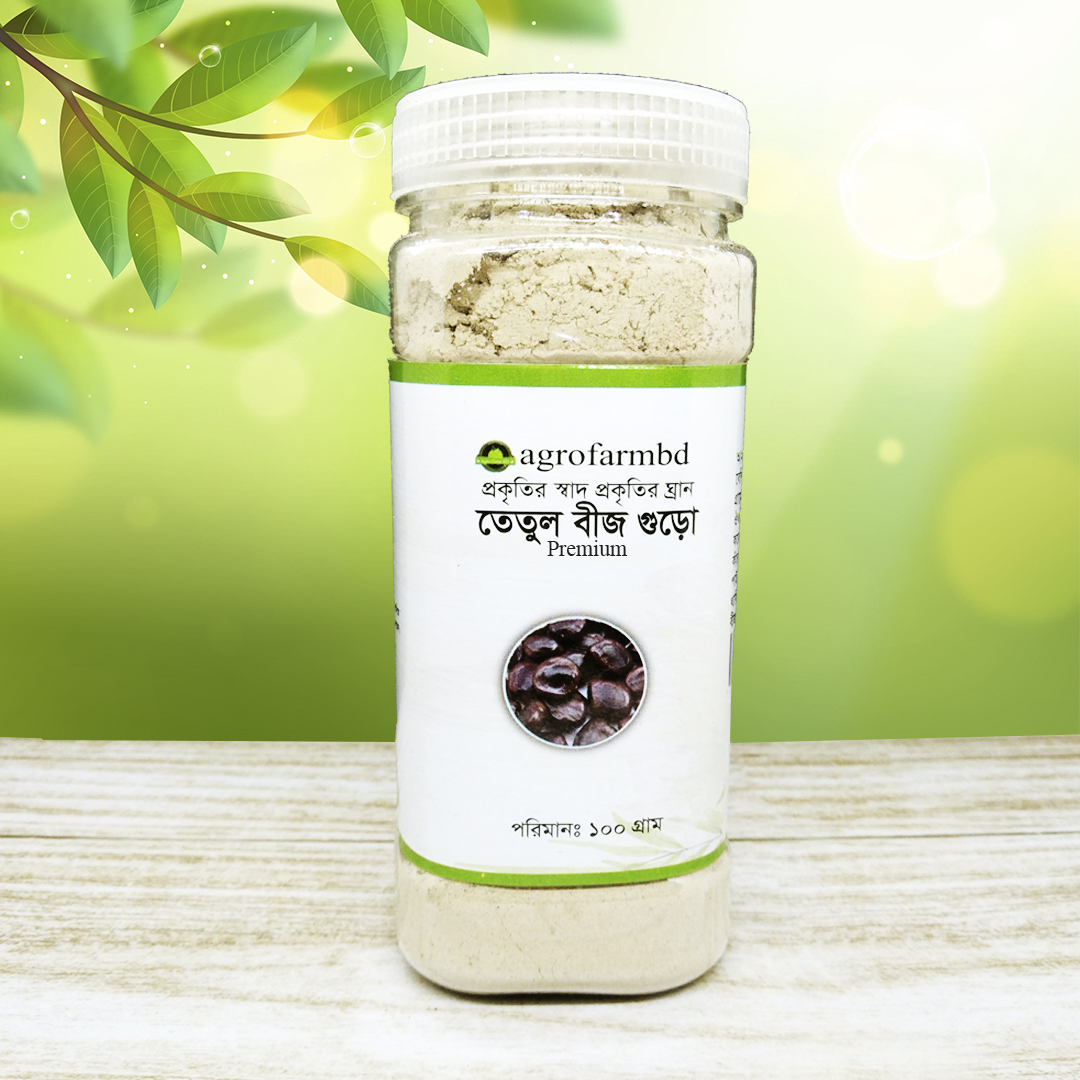 agrofarmbd
প্রকৃতির স্বাদ প্রকৃতির ঘ্রান
তেতুল বীজ গুড়ো
Premium
পরিমানঃ ১০০ গ্রাম